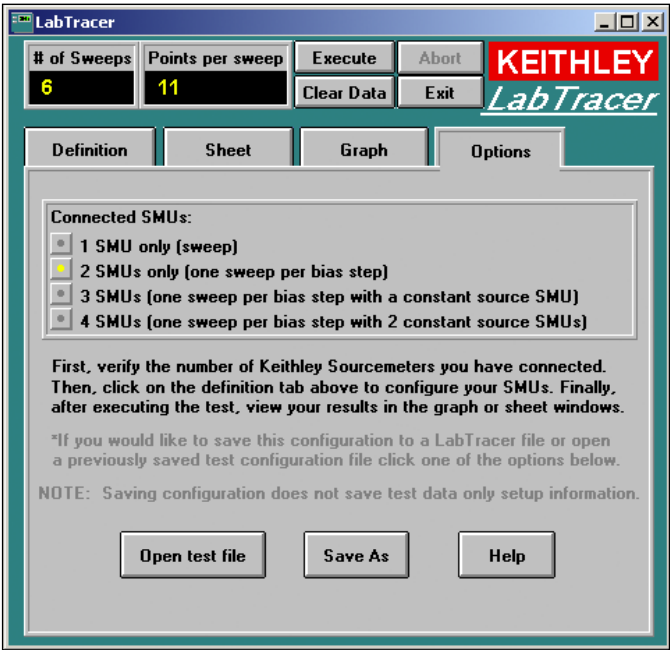 LabTracer
# of Sweeps
6
Points per sweep
11
Execute
Abort
Clear Data
Exit
KEITHLEY
LabTracer
Definition
Sheet
Graph
Options
Connected SMUs:
1 SMU only (sweep)
2 SMUs only (one sweep per bias step)
3 SMUs (one sweep per bias step with a constant source SMU)
4 SMUs (one sweep per bias step with 2 constant source SMUs)
First, verify the number of Keithley Sourcemeters you have connected.
Then, click on the definition tab above to configure your SMUs. Finally,
after executing the test, view your results in the graph or sheet windows.
*If you would like to save this configuration to a LabTracer file or open
a previously saved test configuration file click one of the options below.
NOTE: Saving configuration does not save test data only setup information.
Open test file
Save As
Help